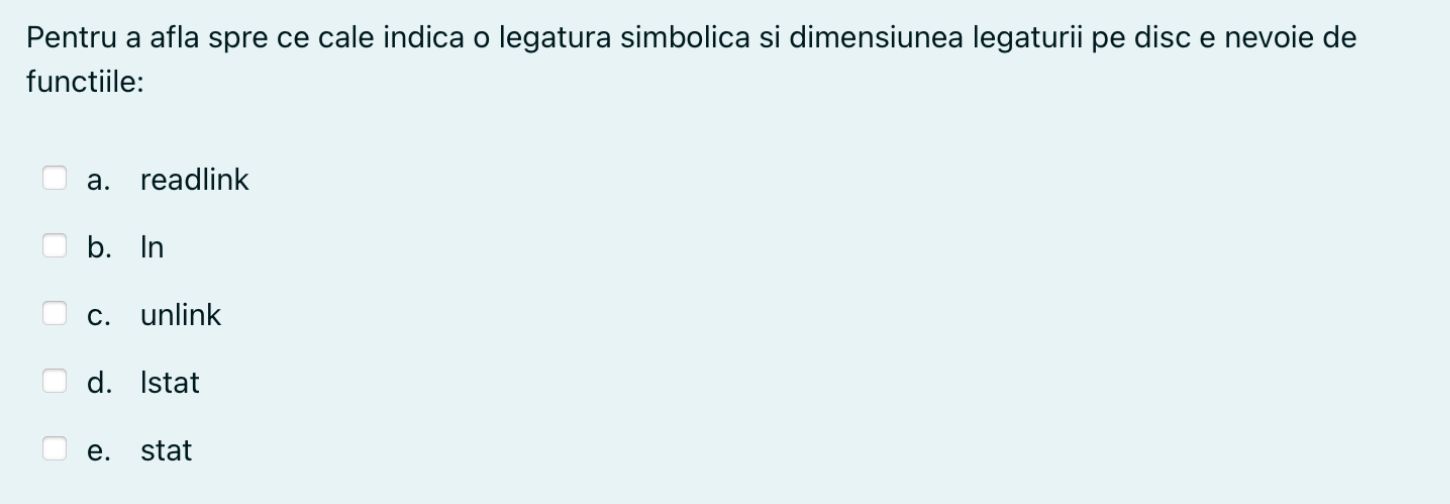 Pentru a afla spre ce cale indica o legatura simbolica si dimensiunea legaturii pe disc e nevoie de
functiile:
a. readlink
b. ln
c. unlink
d. lstat
e. stat